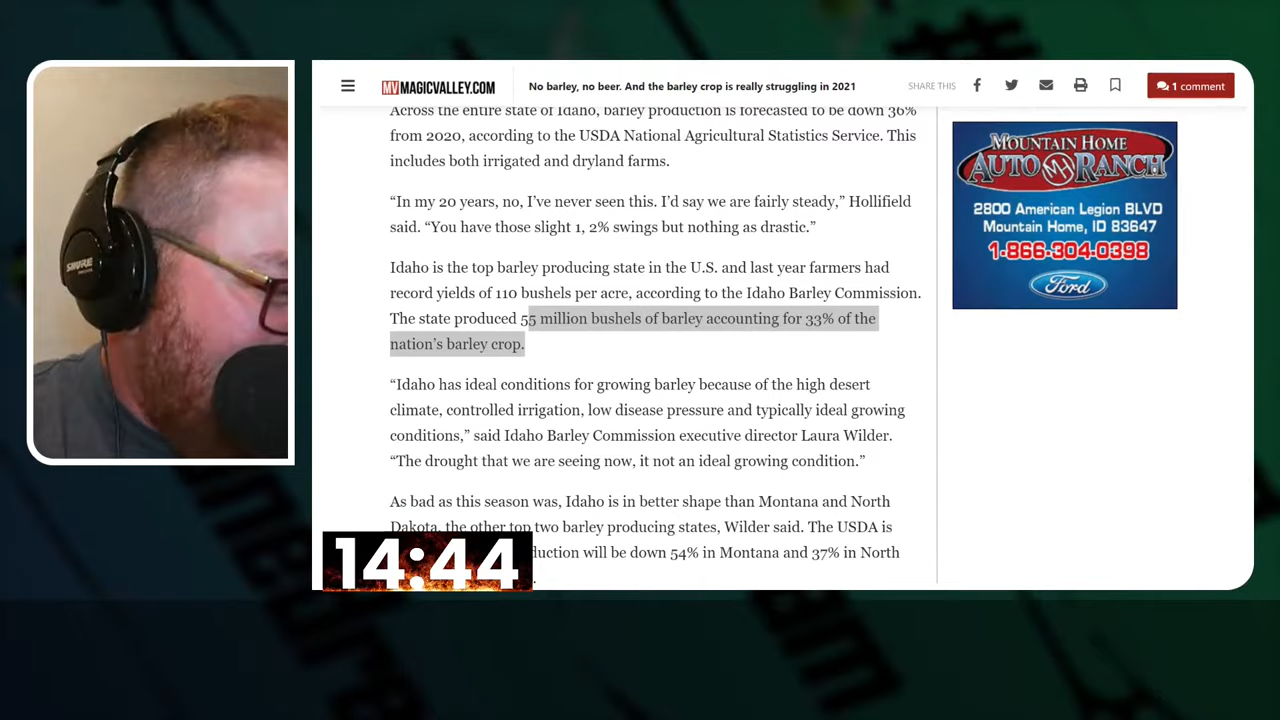 MV MAGICVALLEY.COM
No barley, no beer. And the barley crop is really struggling in 2021
SHARE THIS
1 comment
Across the entire state of Idaho, barley production is forecasted to be down 36%
from 2020, according to the USDA National Agricultural Statistics Service. This
includes both irrigated and dryland farms.
“In my 20 years, no, I’ve never seen this. I’d say we are fairly steady,” Hollifield
said. “You have those slight 1, 2% swings but nothing as drastic.”
Idaho is the top barley producing state in the U.S. and last year farmers had
record yields of 110 bushels per acre, according to the Idaho Barley Commission.
The state produced 55 million bushels of barley accounting for 33% of the
nation’s barley crop.
“Idaho has ideal conditions for growing barley because of the high desert
climate, controlled irrigation, low disease pressure and typically ideal growing
conditions,” said Idaho Barley Commission executive director Laura Wilder.
“The drought that we are seeing now, it not an ideal growing condition.”
As bad as this season was, Idaho is in better shape than Montana and North
Dakota, the other top two barley producing states, Wilder said. The USDA is
duction will be down 54% in Montana and 37% in North
14:44
MOUNTAIN HOME
AUTO MH RANCH
2800 American Legion BLVD
Mountain Home, ID 83647
1-866-304-0398
Ford
SHURE